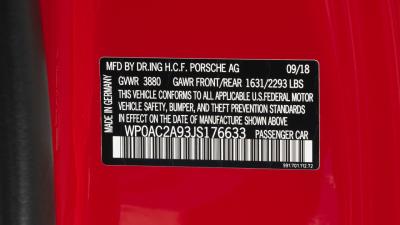 MFD BY DR.ING H.C.F. PORSCHE AG 09/18
GVWR 3880 GAWR FRONT/REAR 1631/2293 LBS
THIS VEHICLE CONFORMS TO ALL APPLICABLE U.S.FEDERAL MOTOR
VEHICLE SAFETY, BUMPER, AND THEFT PREVENTION STANDARDS
IN EFFECT ON THE DATE OF MANUFACTURE SHOWN ABOVE.
WP0AC2A93JS176633 PASSENGER CAR
MADE IN GERMANY
991.701.112.72